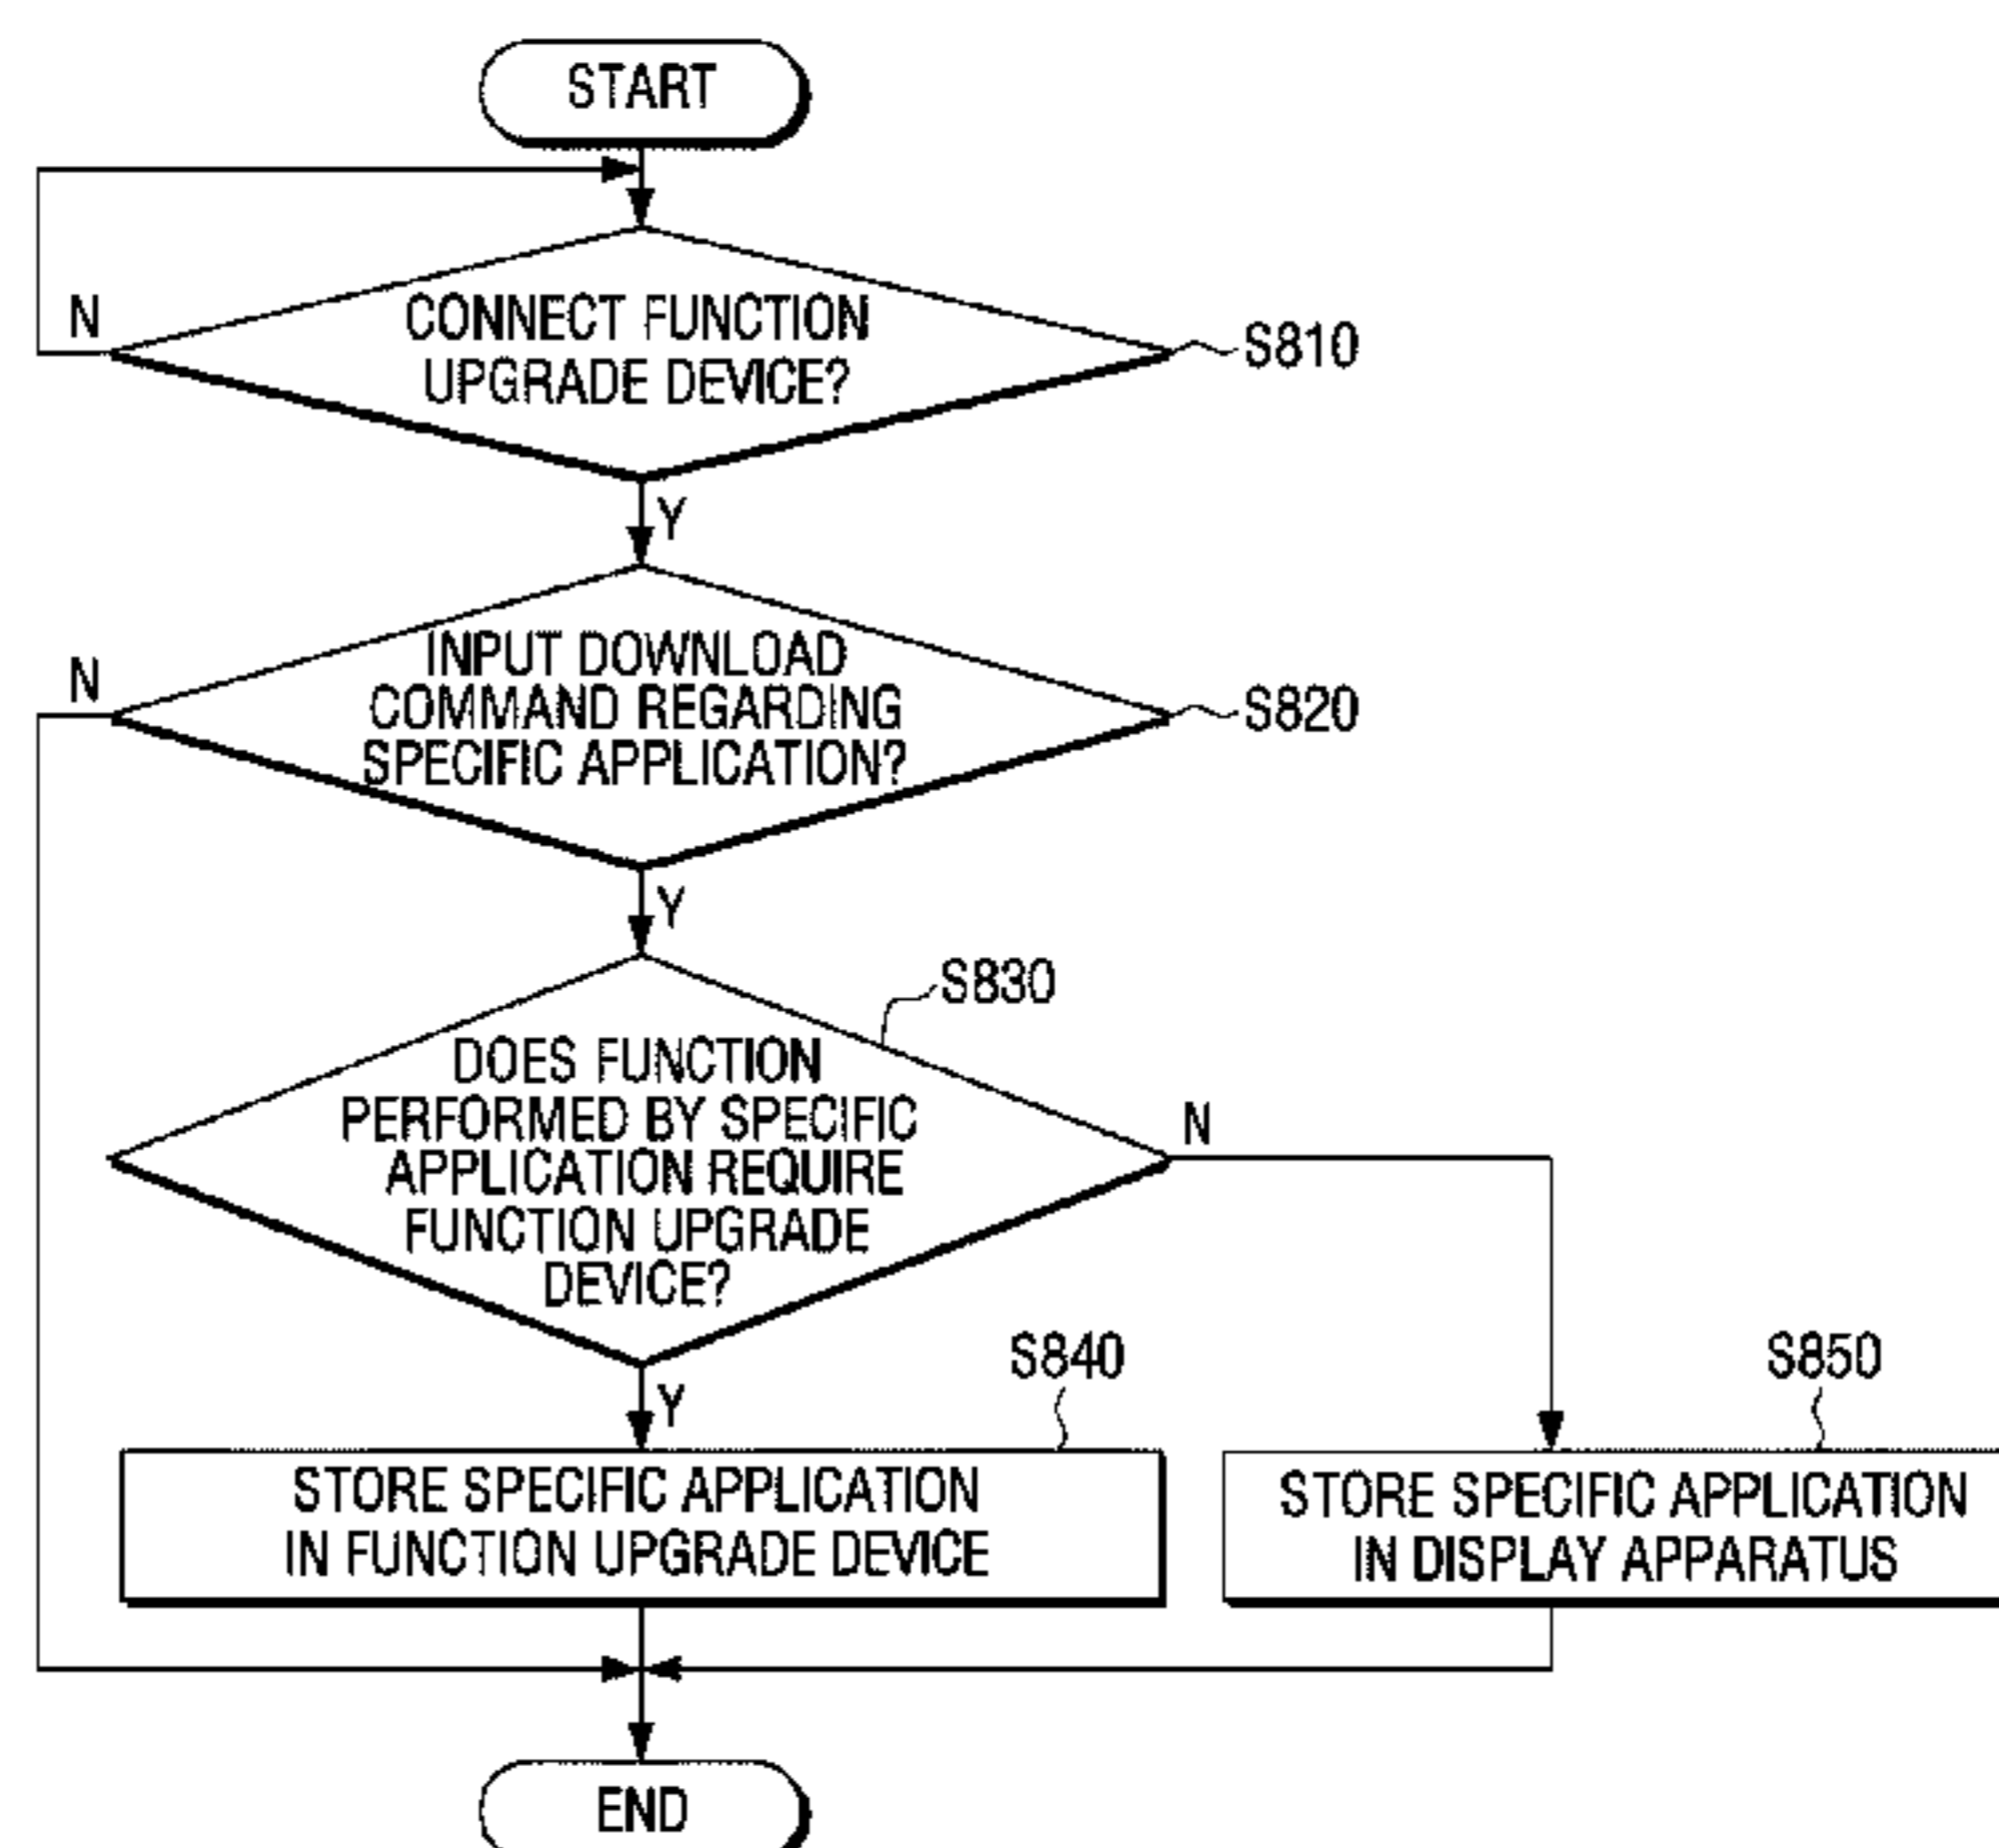 START
N
CONNECT FUNCTION
UPGRADE DEVICE?
S810
Y
N
INPUT DOWNLOAD
COMMAND REGARDING
SPECIFIC APPLICATION?
S820
Y
S830
DOES FUNCTION
PERFORMED BY SPECIFIC
APPLICATION REQUIRE
FUNCTION UPGRADE
DEVICE?
N
Y
S840
S850
STORE SPECIFIC APPLICATION
IN FUNCTION UPGRADE DEVICE
STORE SPECIFIC APPLICATION
IN DISPLAY APPARATUS
END